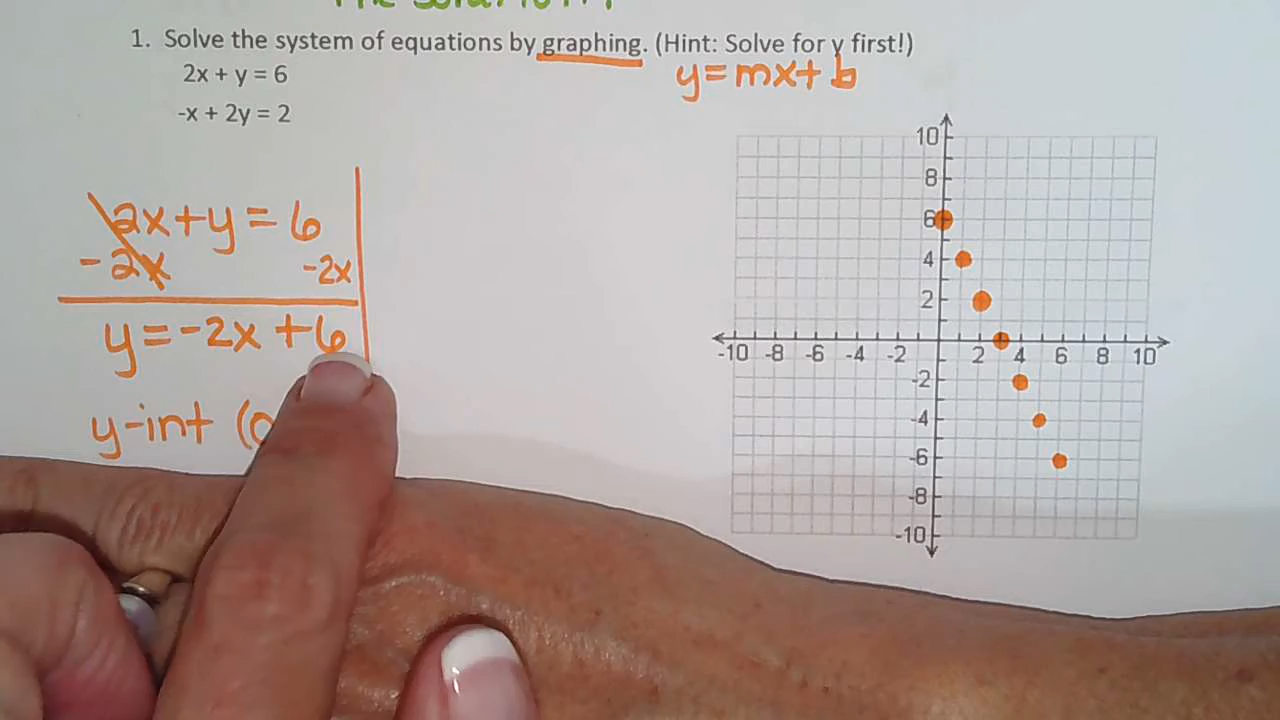 1. Solve the system of equations by graphing. (Hint: Solve for y first!)
2x + y = 6
-x + 2y = 2
y=mx+b
2x+y=6
-2x -2x
y=-2x+6
y-int (0
10
8
6
4
2
-10 -8 -6 -4 -2 2 4 6 8 10
-2
-4
-6
-8
-10